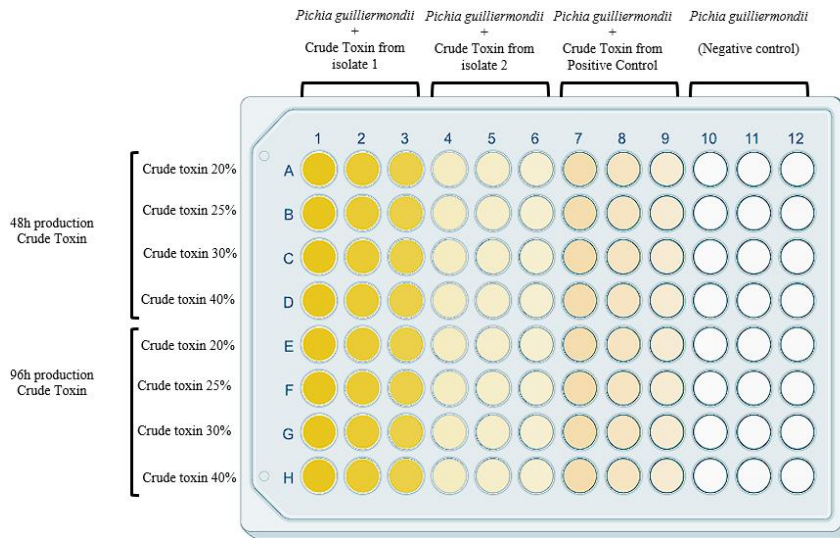 Pichia guilliermondii
+
Crude Toxin from
isolate 1
Pichia guilliermondii
+
Crude Toxin from
isolate 2
Pichia guilliermondii
+
Crude Toxin from
Positive Control
Pichia guilliermondii
(Negative control)
1 2 3 4 5 6 7 8 9 10 11 12
48h production
Crude Toxin
Crude toxin 20% A
Crude toxin 25% B
Crude toxin 30% C
Crude toxin 40% D
96h production
Crude Toxin
Crude toxin 20% E
Crude toxin 25% F
Crude toxin 30% G
Crude toxin 40% H